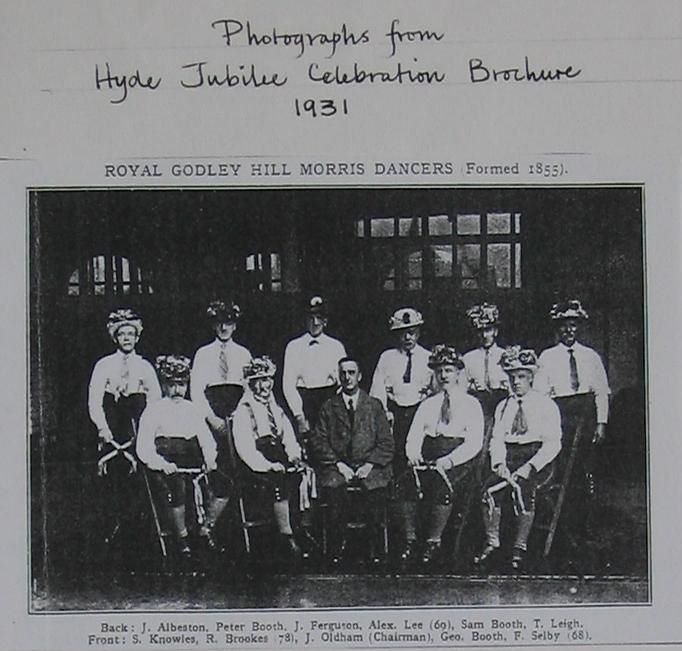 Photographs from
Hyde Jubilee Celebration Brochure
1931
ROYAL GODLEY HILL MORRIS DANCERS (Formed 1855).
Back: J. Albeston, Peter Booth, J. Ferguson, Alex. Lee (69), Sam Booth, T. Leigh.
Front: S. Knowles, R. Brookes (78), J. Oldham (Chairman), Geo. Booth, F. Selby (68).